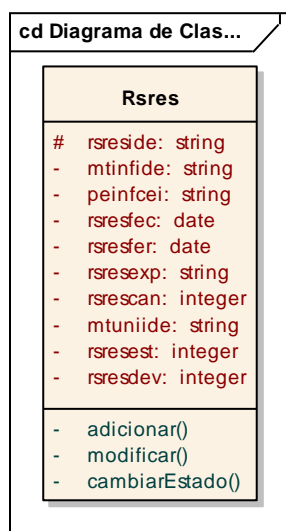 cd Diagrama de Clas...
Rsres
# rsreside: string
- mtinfide: string
- peinfcei: string
- rsresfec: date
- rsresfer: date
- rsresexp: string
- rsrescan: integer
- mtuniide: string
- rsresest: integer
- rsresdev: integer
- adicionar()
- modificar()
- cambiarEstado()